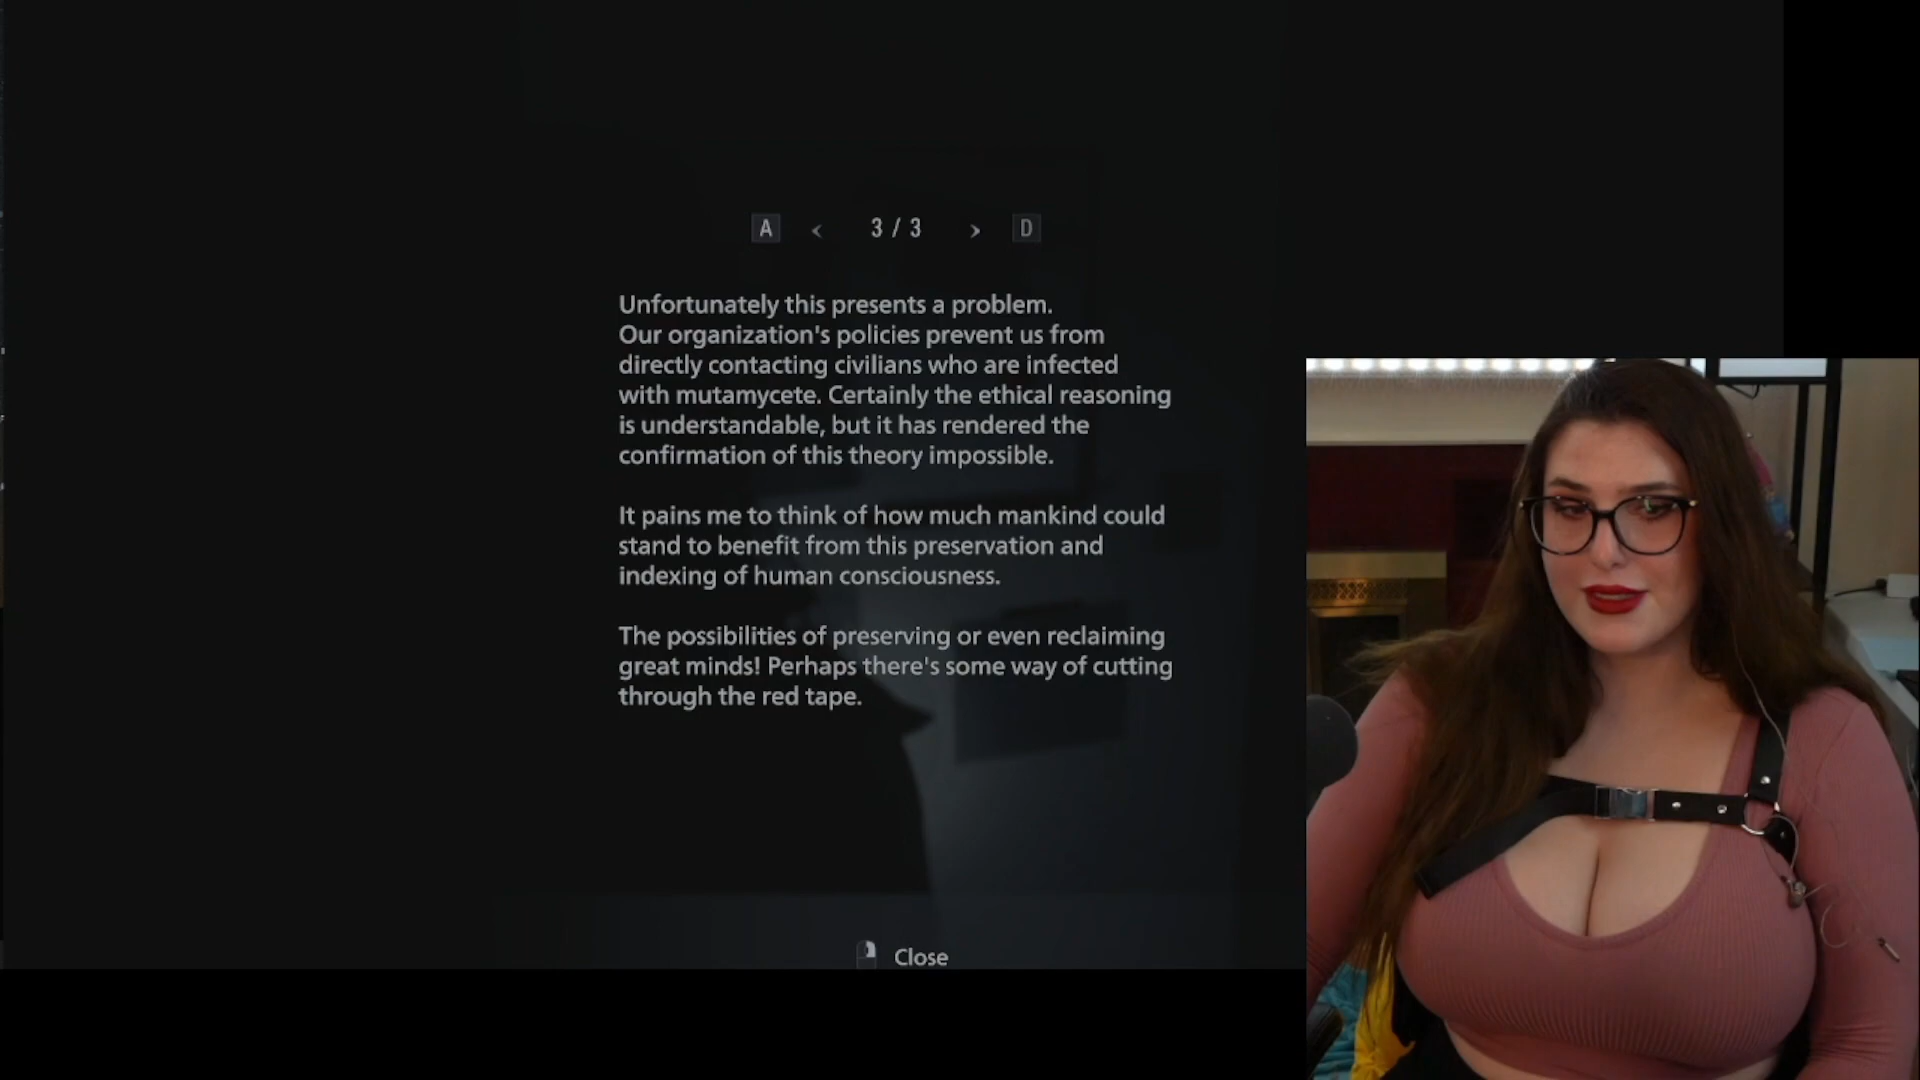 A < 3 / 3 > D
Unfortunately this presents a problem.
Our organization's policies prevent us from
directly contacting civilians who are infected
with mutamycete. Certainly the ethical reasoning
is understandable, but it has rendered the
confirmation of this theory impossible.
It pains me to think of how much mankind could
stand to benefit from this preservation and
indexing of human consciousness.
The possibilities of preserving or even reclaiming
great minds! Perhaps there's some way of cutting
through the red tape.
Close